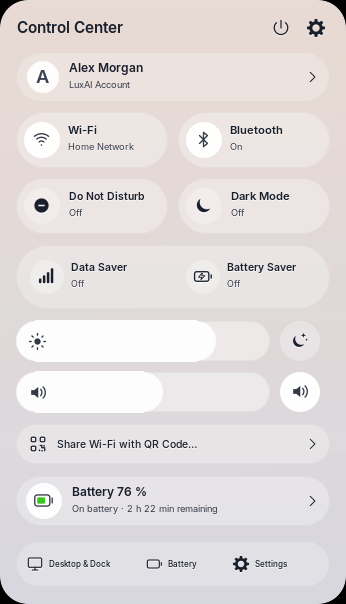 Control Center
A
Alex Morgan
LuxAI Account
Wi-Fi
Home Network
Bluetooth
On
Do Not Disturb
Off
Dark Mode
Off
Data Saver
Off
Battery Saver
Off
Share Wi-Fi with QR Code...
Battery 76 %
On battery · 2 h 22 min remaining
Desktop & Dock
Battery
Settings